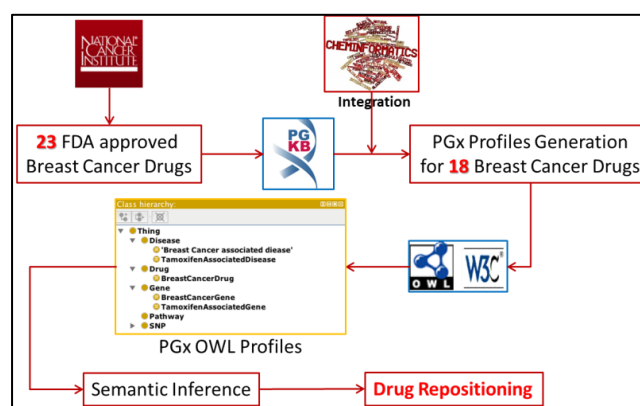 NATIONAL
CANCER
INSTITUTE
CHEMINFORMATICS
Integration
23 FDA approved
Breast Cancer Drugs
PG
KB
PGx Profiles Generation
for 18 Breast Cancer Drugs
Class hierarchy:
Thing
Disease
'Breast Cancer associated diease'
TamoxifenAssociatedDisease
Drug
BreastCancerDrug
Gene
BreastCancerGene
TamoxifenAssociatedGene
Pathway
SNP
OWL
W3C
PGx OWL Profiles
Semantic Inference
Drug Repositioning